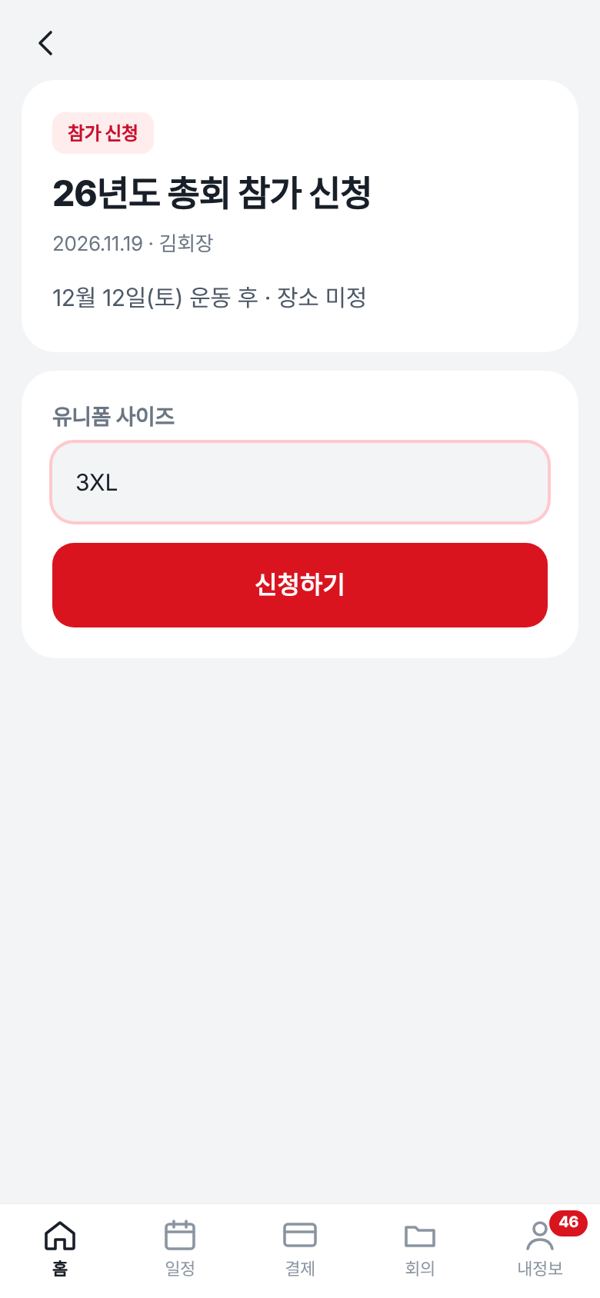 참가 신청
26년도 총회 참가 신청
2026.11.19 · 김회장
12월 12일(토) 운동 후 · 장소 미정
유니폼 사이즈
3XL
신청하기
46
홈
일정
결제
회의
내정보